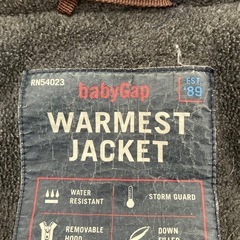 RN54023
babyGap
EST.
'89
WARMEST
JACKET
WATER
RESISTANT
STORM GUARD
REMOVABLE
HOOD
DOWN
FILLED